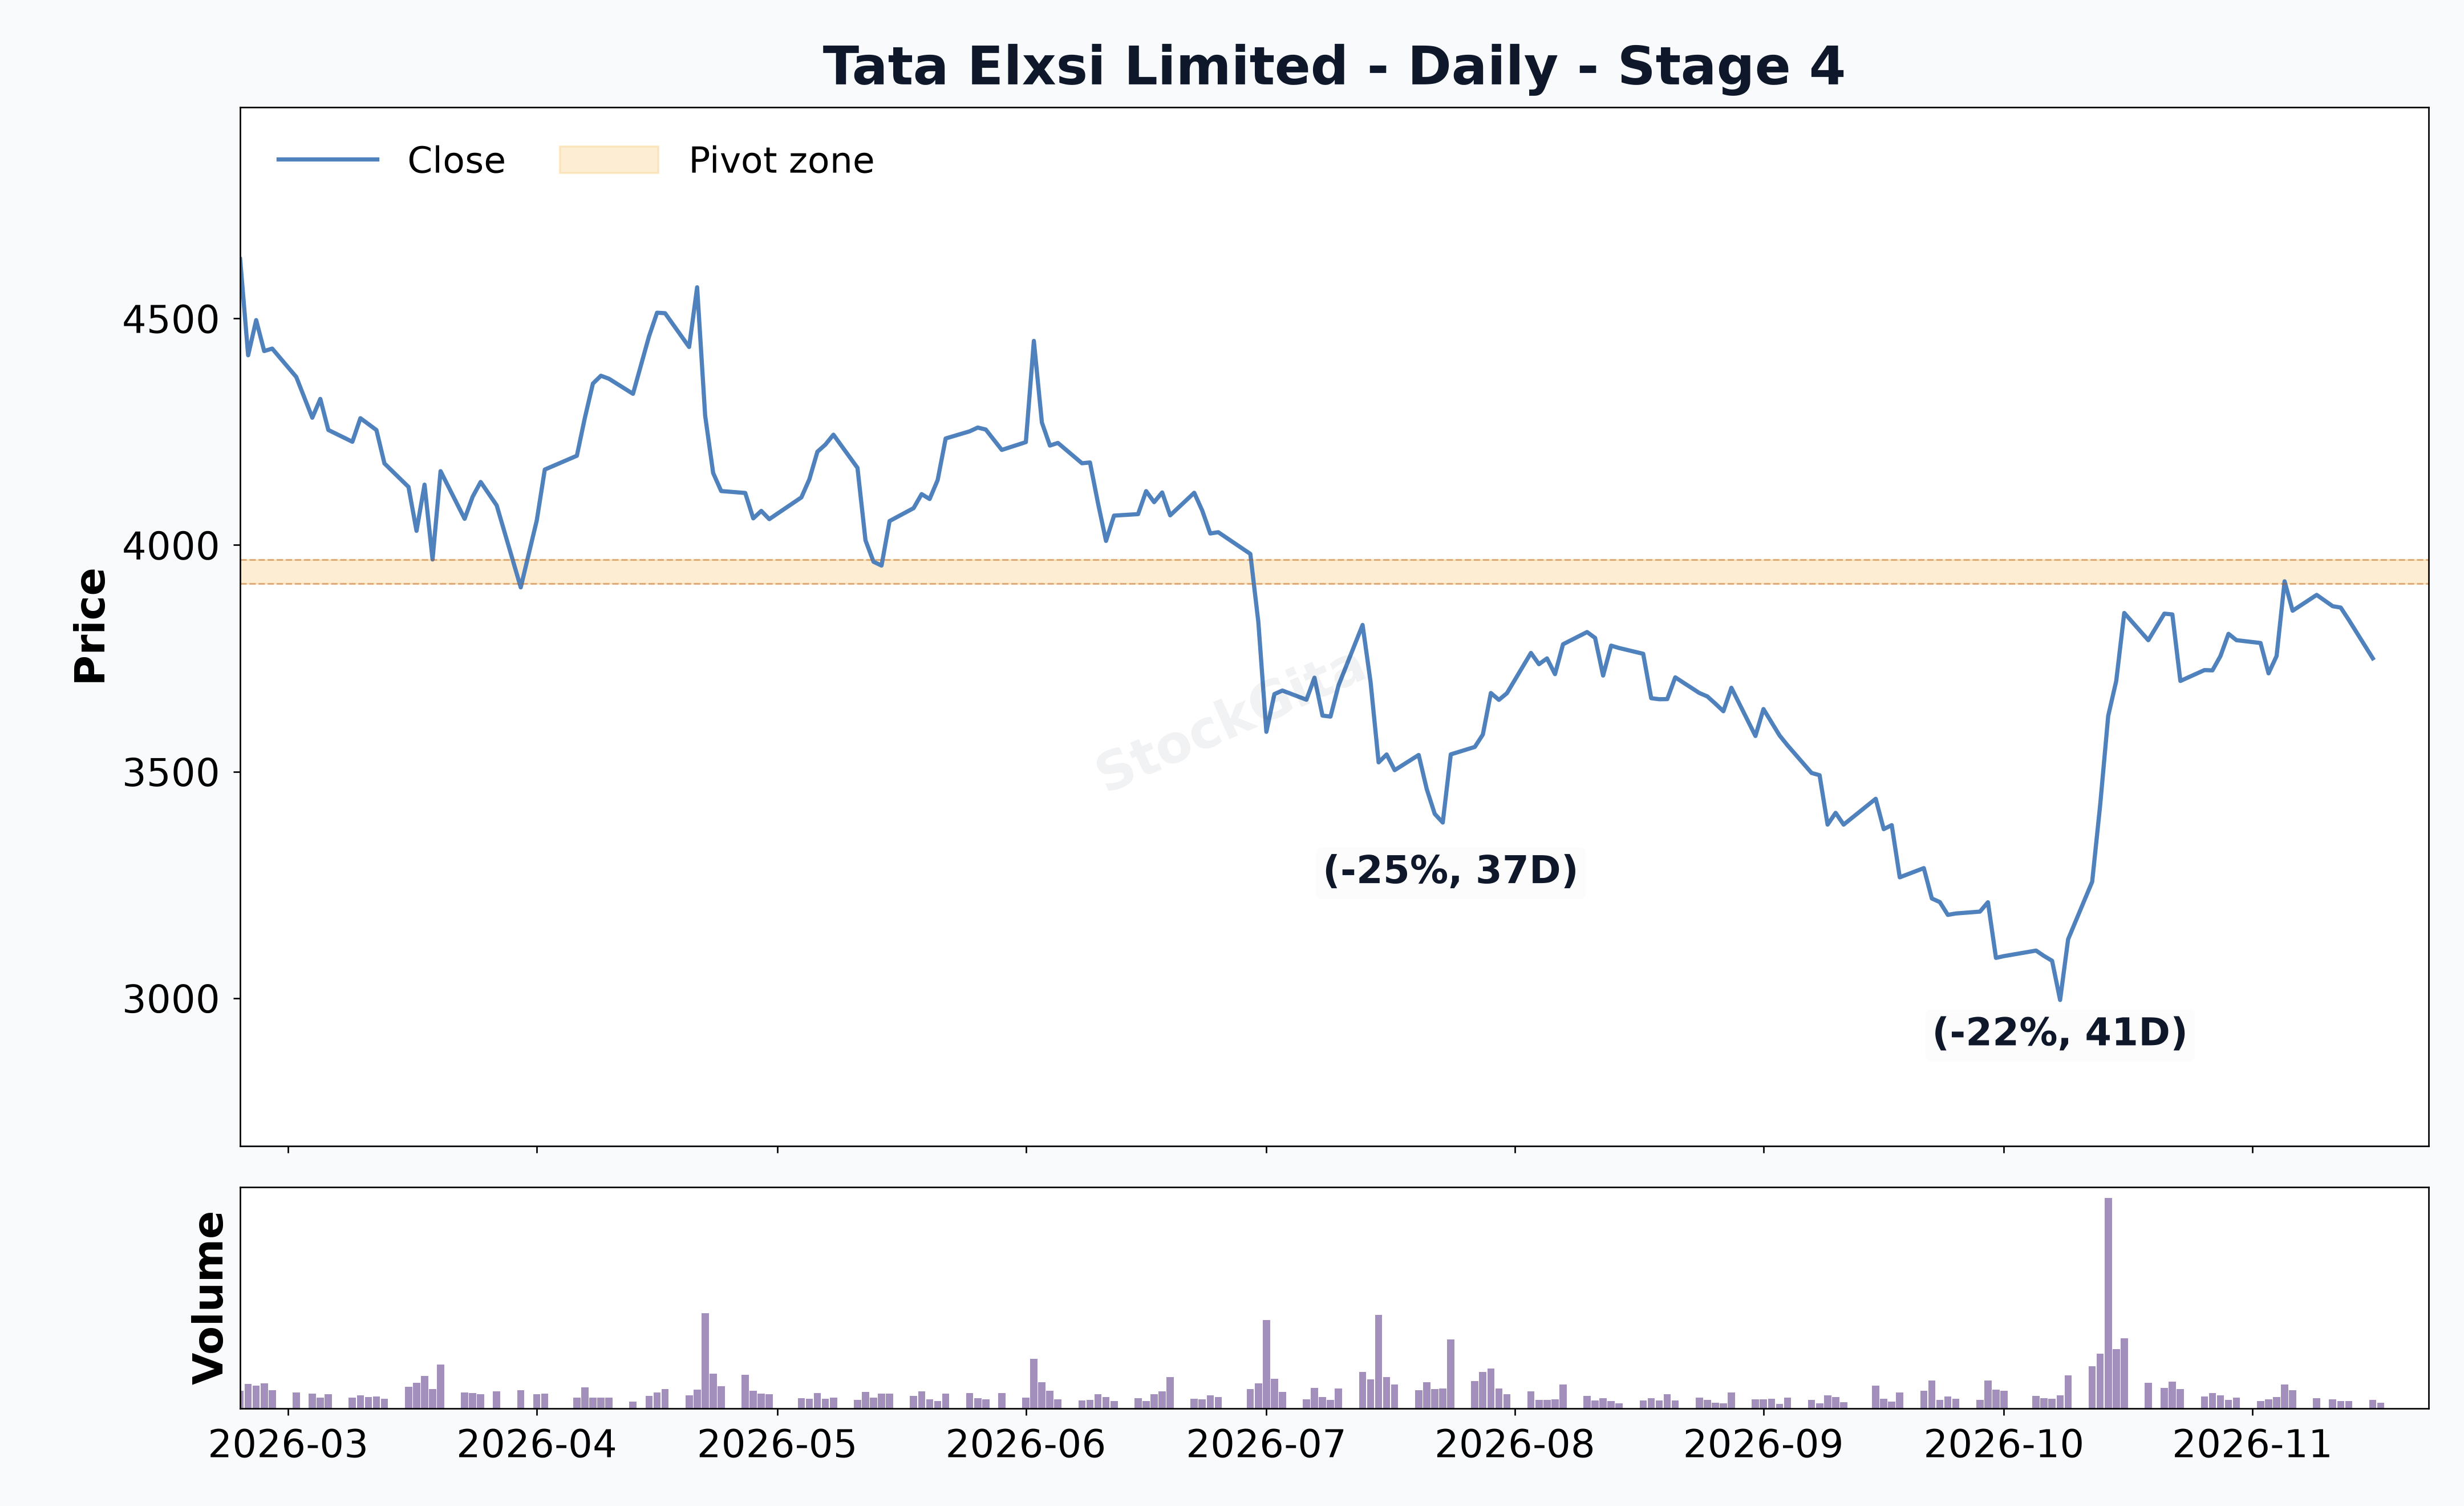 Tata Elxsi Limited - Daily - Stage 4
Close
Pivot zone
4500
4000
3500
3000
Price
StockGita
(-25%, 37D)
(-22%, 41D)
Volume
2026-03
2026-04
2026-05
2026-06
2026-07
2026-08
2026-09
2026-10
2026-11